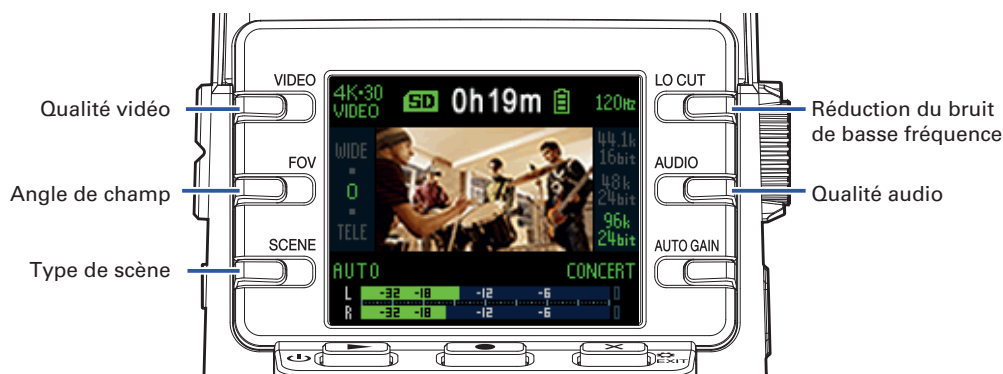 VIDEO
LO CUT
4K•30
VIDEO
SD
0h19m
120Hz
Qualité vidéo
Réduction du bruit
de basse fréquence
WIDE
44.1k
16bit
FOV
AUDIO
0
48k
24bit
Angle de champ
Qualité audio
TELE
96k
24bit
SCENE
AUTO GAIN
Type de scène
AUTO
CONCERT
L -32 -18 -12 -6 0
R -32 -18 -12 -6 0
EXIT